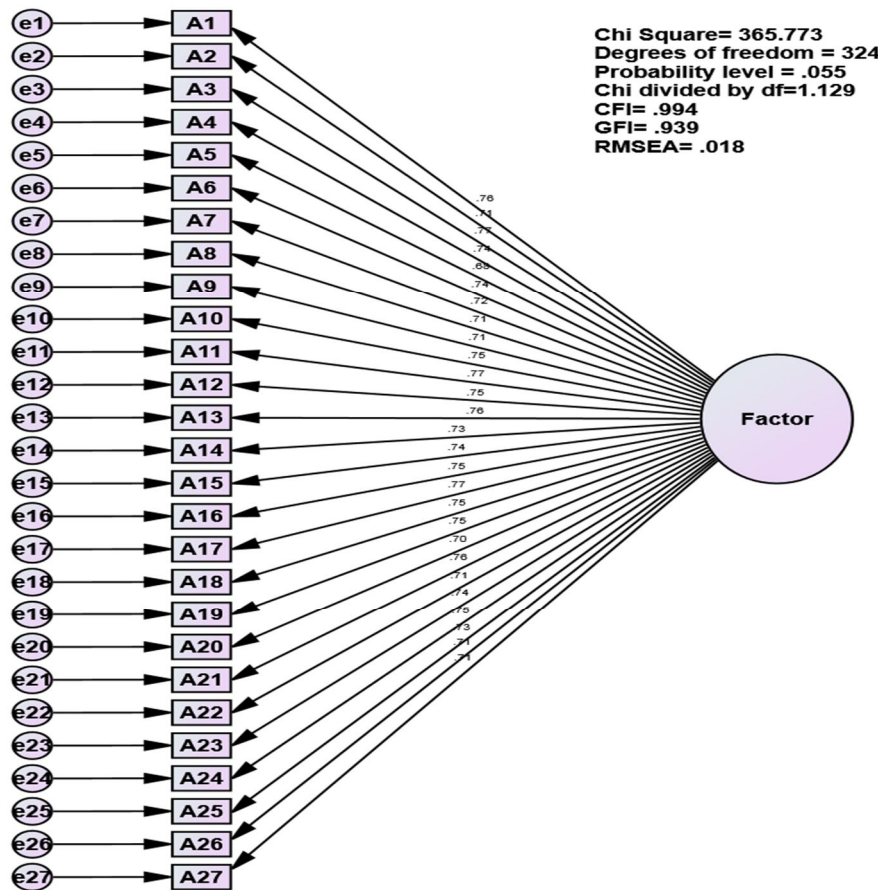 Chi Square= 365.773
Degrees of freedom = 324
Probability level = .055
Chi divided by df=1.129
CFI= .994
GFI= .939
RMSEA= .018
e1 A1
e2 A2
e3 A3
e4 A4
e5 A5
e6 A6
e7 A7
e8 A8
e9 A9
e10 A10
e11 A11
e12 A12
e13 A13
e14 A14
e15 A15
e16 A16
e17 A17
e18 A18
e19 A19
e20 A20
e21 A21
e22 A22
e23 A23
e24 A24
e25 A25
e26 A26
e27 A27
.76
.71
.77
.74
.74
.72
.71
.71
.75
.77
.75
.76
.73
.74
.75
.77
.75
.75
.70
.76
.71
.74
.75
.73
.71
.71
Factor